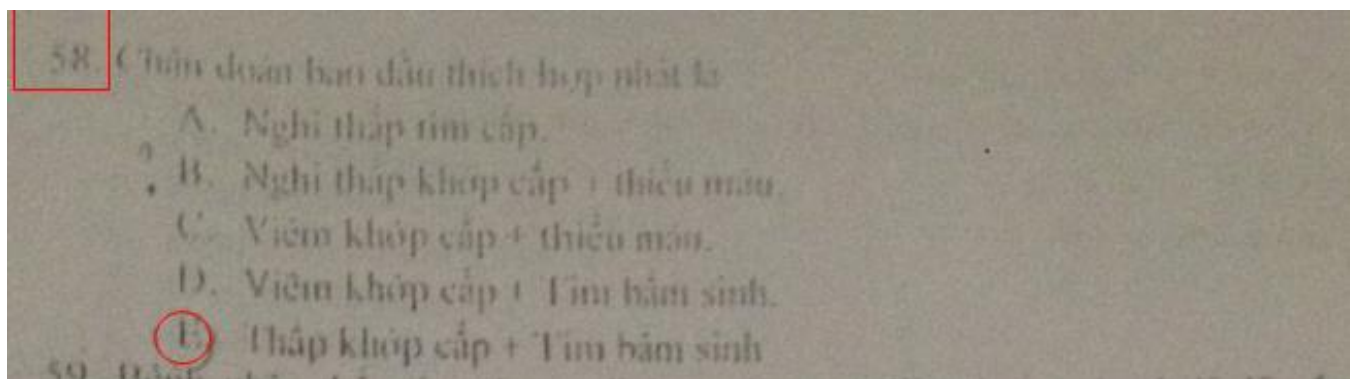 58. Chẩn đoán ban đầu thích hợp nhất là
A. Nghi thấp tim cấp.
? B. Nghi thấp khớp cấp + thiếu máu.
C. Viêm khớp cấp + thiếu máu.
D. Viêm khớp cấp + Tim bẩm sinh.
E. Thấp khớp cấp + Tim bẩm sinh
59.